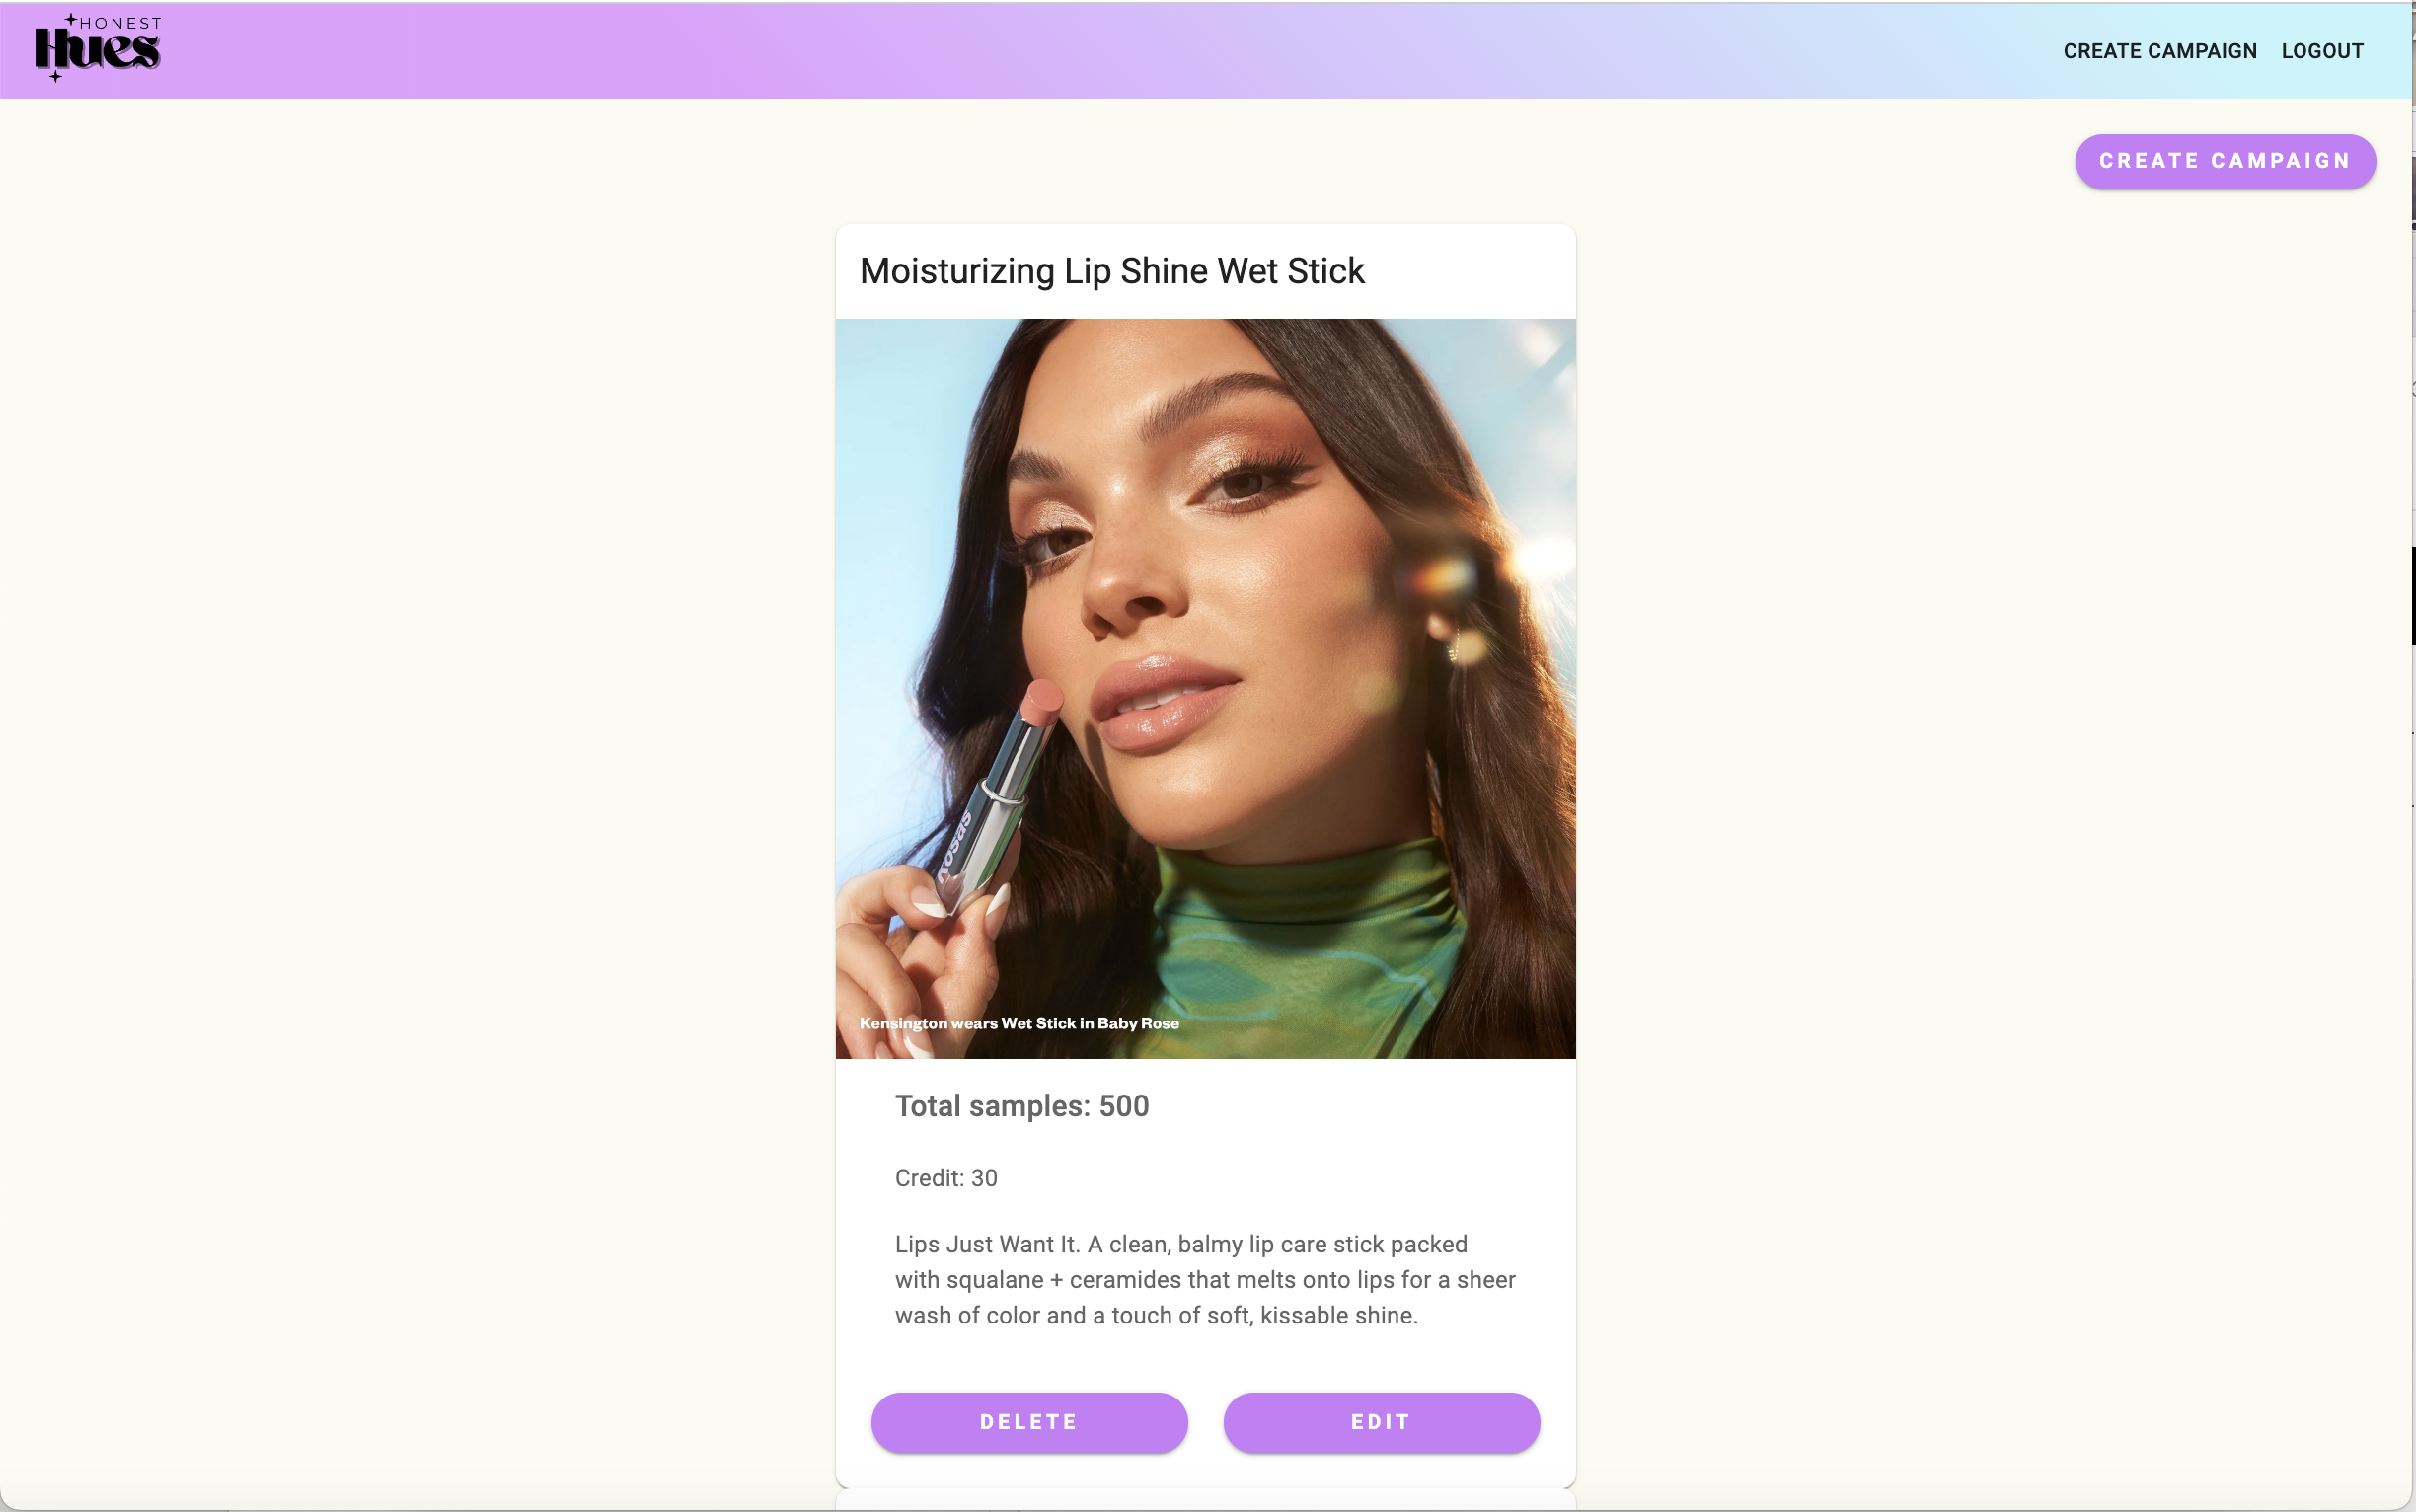 HONEST
Hues
CREATE CAMPAIGN LOGOUT
CREATE CAMPAIGN
Moisturizing Lip Shine Wet Stick
Kosas
Kensington wears Wet Stick in Baby Rose
Total samples: 500
Credit: 30
Lips Just Want It. A clean, balmy lip care stick packed
with squalane + ceramides that melts onto lips for a sheer
wash of color and a touch of soft, kissable shine.
DELETE EDIT